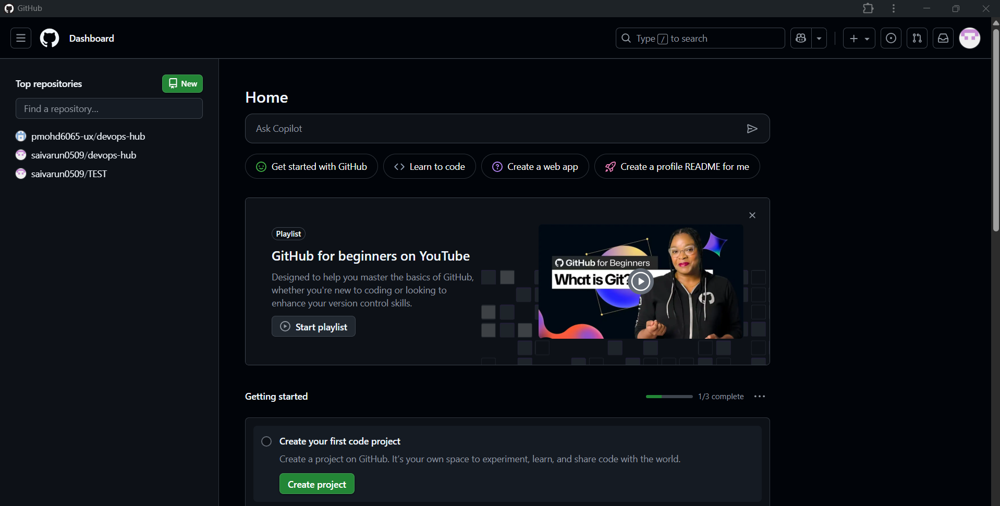 GitHub
Dashboard
Type / to search
Top repositories
New
Find a repository...
pmohd6065-ux/devops-hub
saivarun0509/devops-hub
saivarun0509/TEST
Home
Ask Copilot
Get started with GitHub
Learn to code
Create a web app
Create a profile README for me
Playlist
GitHub for beginners on YouTube
Designed to help you master the basics of GitHub,
whether you're new to coding or looking to
enhance your version control skills.
Start playlist
GitHub for Beginners
What is Git?
Getting started
1/3 complete
Create your first code project
Create a project on GitHub. It's your own space to experiment, learn, and share code with the world.
Create project